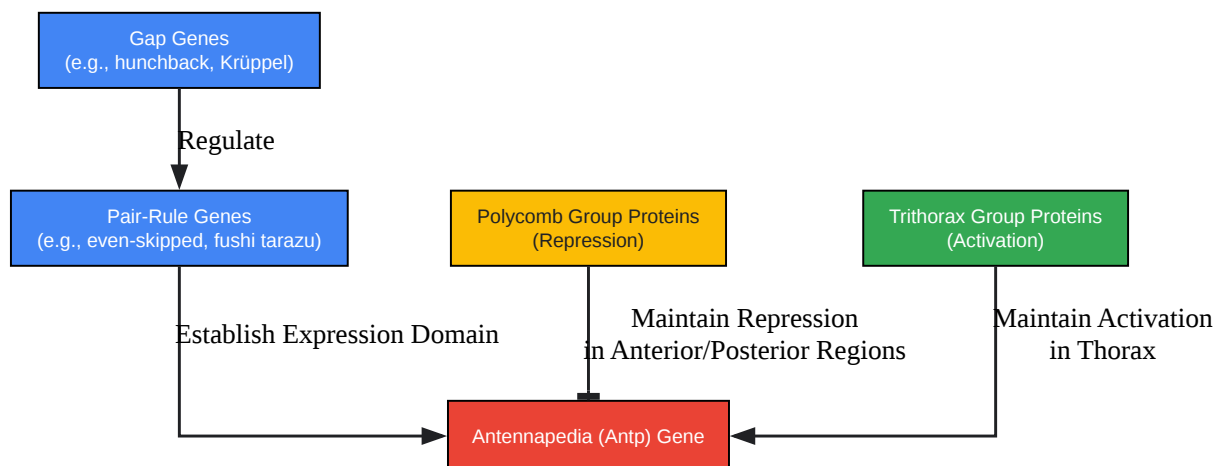 Gap Genes
(e.g., hunchback, Krüppel)
Regulate
Pair-Rule Genes
(e.g., even-skipped, fushi tarazu)
Polycomb Group Proteins
(Repression)
Trithorax Group Proteins
(Activation)
Establish Expression Domain
Maintain Repression
in Anterior/Posterior Regions
Maintain Activation
in Thorax
Antennapedia (Antp) Gene